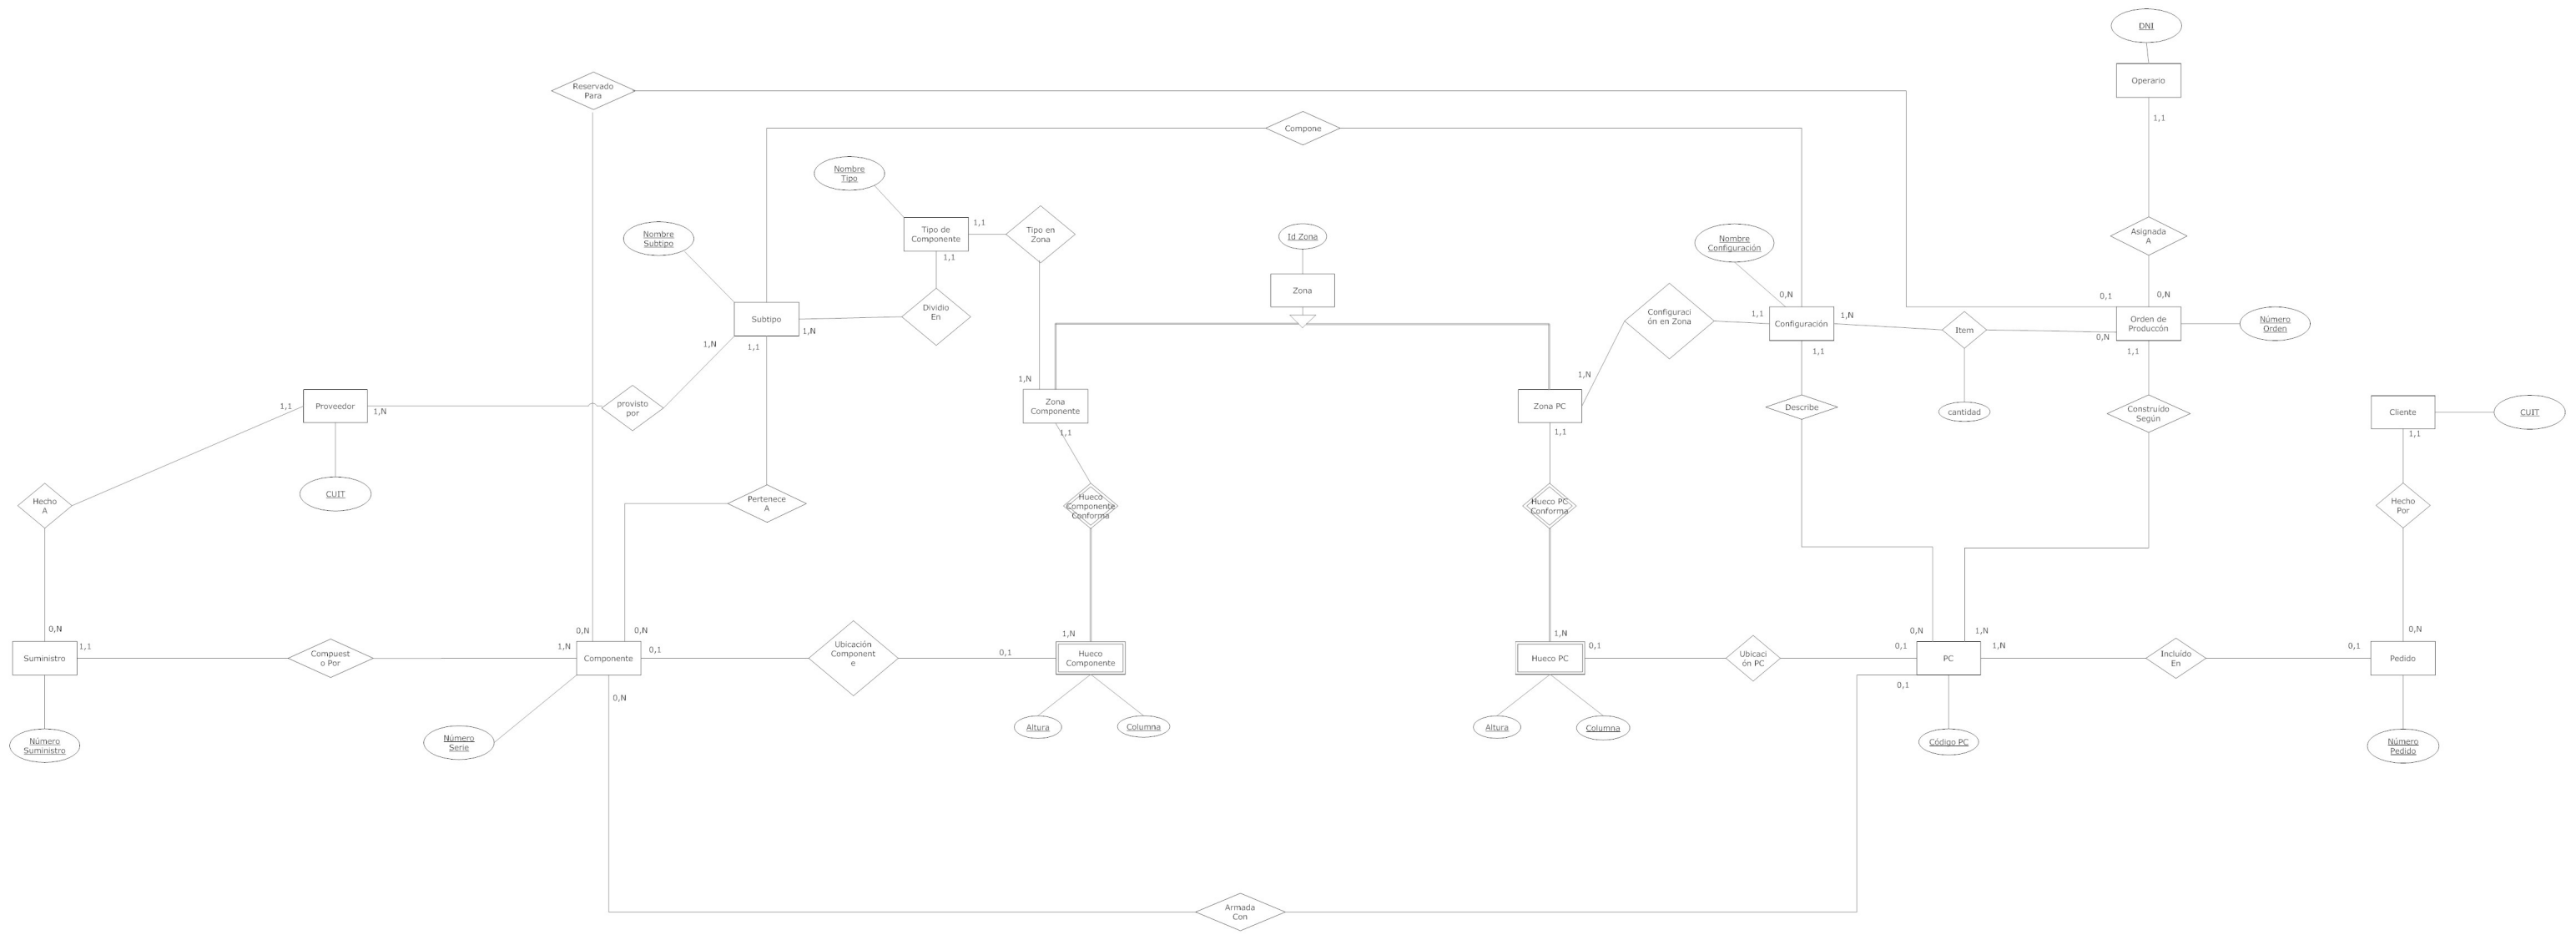 DNI
Operario
1,1
Reservado
Para
Compone
Nombre
Tipo
Tipo de
Componente
1,1
1,1
Tipo en
Zona
Nombre
Subtipo
Id Zona
Zona
Nombre
Configuración
Asignada
A
Subtipo
1,N
1,N
1,1
Dividio
En
Configuraci
ón en Zona
1,1
0,N
Configuración
1,N
1,1
Item
cantidad
0,1
0,N
0,N
Orden de
Produccón
1,1
Número
Orden
1,1
Proveedor
1,N
provisto
por
1,N
Zona
Componente
1,1
Zona PC
1,N
1,1
Describe
Construído
Según
Cliente
1,1
CUIT
CUIT
Hecho
A
Pertenece
A
Hueco
Componente
Conforma
Hueco PC
Conforma
Hecho
Por
0,N
Suministro
1,1
Compuest
o Por
1,N
0,N
0,N
Componente
0,1
0,N
Ubicación
Component
e
0,1
1,N
Hueco
Componente
1,N
Hueco PC
0,1
Ubicaci
ón PC
0,1
0,N
1,N
PC
1,N
0,1
Incluído
En
0,1
0,N
Pedido
Número
Suministro
Número
Serie
Altura
Columna
Altura
Columna
Código PC
Número
Pedido
Armada
Con